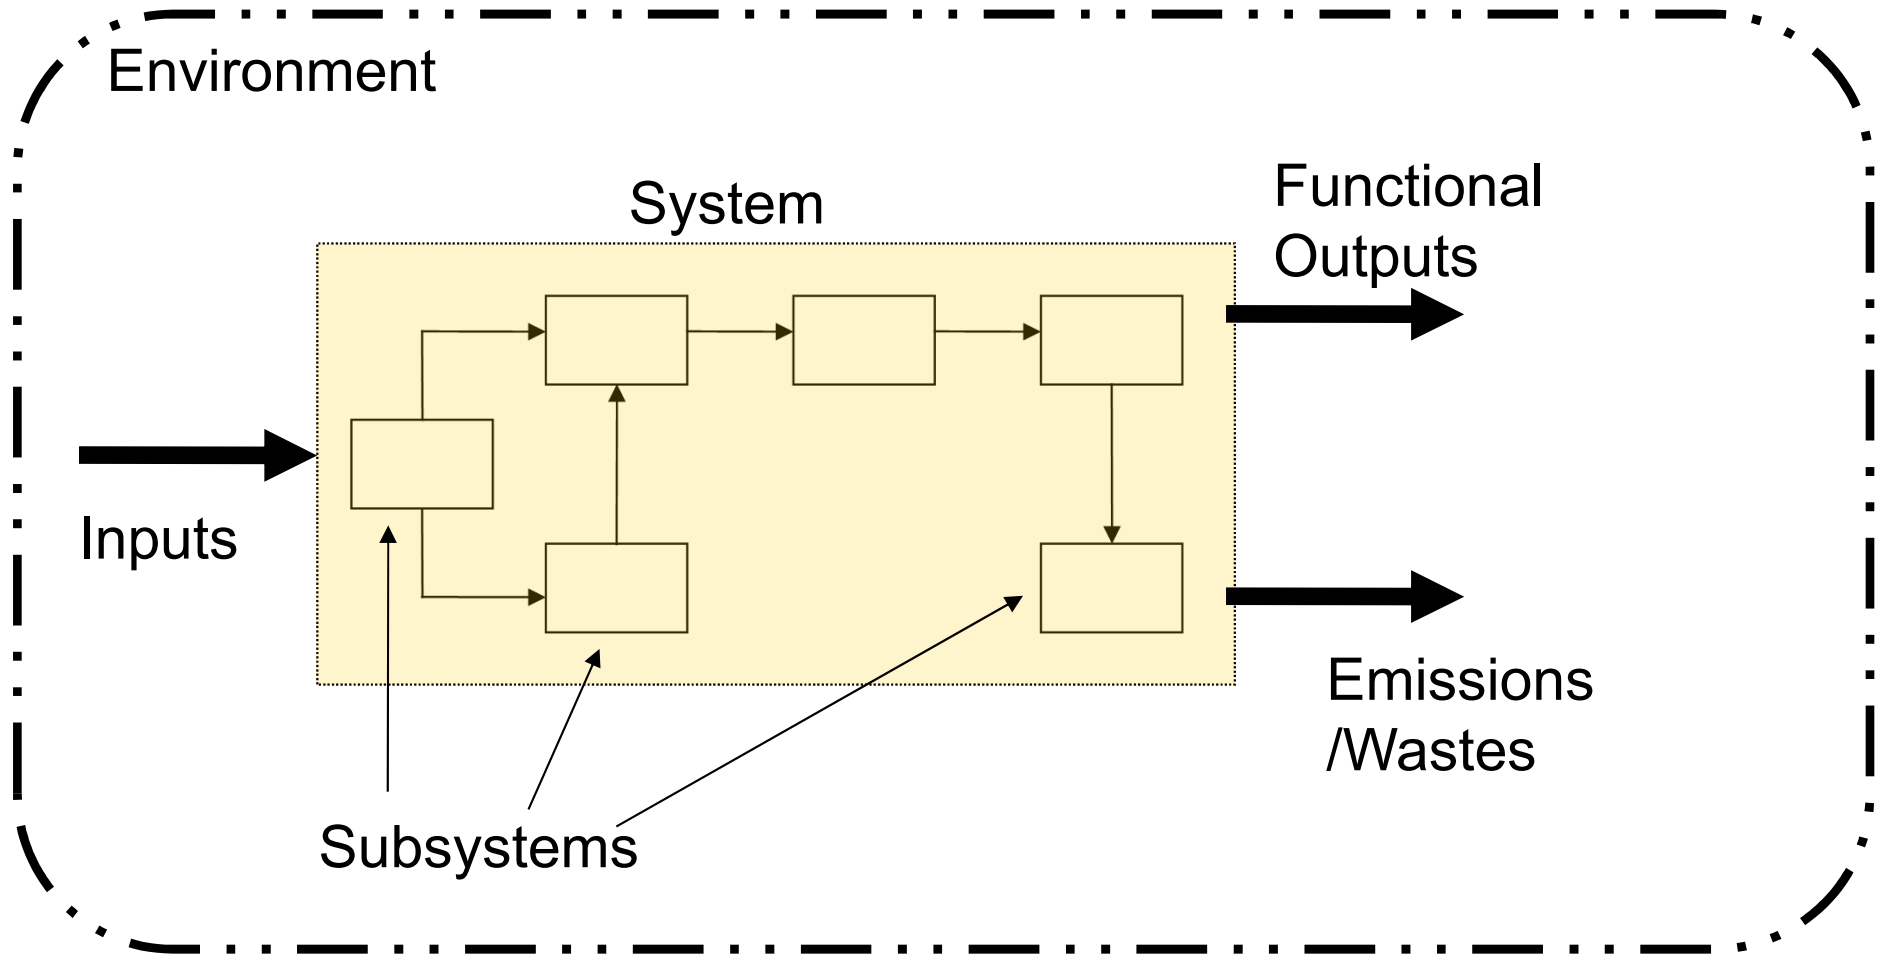 Environment
System
Functional
Outputs
Inputs
Emissions
/Wastes
Subsystems